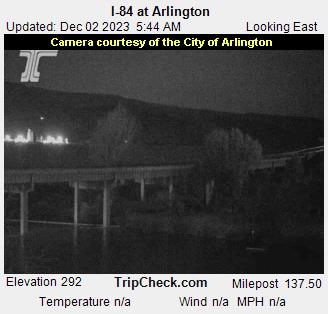 I-84 at Arlington
Updated: Dec 02 2023 5:44 AM Looking East
Camera courtesy of the City of Arlington
Elevation 292 TripCheck.com Milepost 137.50
Temperature n/a Wind n/a MPH n/a